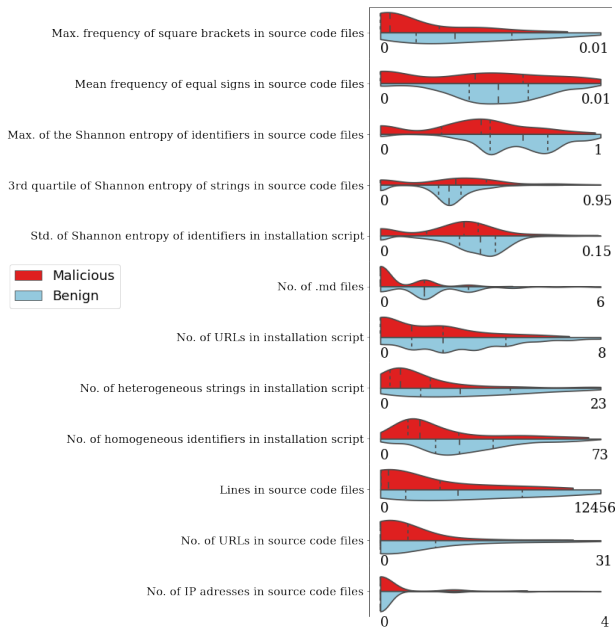 Max. frequency of square brackets in source code files
0 0.01
Mean frequency of equal signs in source code files
0 0.01
Max. of the Shannon entropy of identifiers in source code files
0 1
3rd quartile of Shannon entropy of strings in source code files
0 0.95
Std. of Shannon entropy of identifiers in installation script
0 0.15
Malicious
Benign
No. of .md files
0 6
No. of URLs in installation script
0 8
No. of heterogeneous strings in installation script
0 23
No. of homogeneous identifiers in installation script
0 73
Lines in source code files
0 12456
No. of URLs in source code files
0 31
No. of IP adresses in source code files
0 4